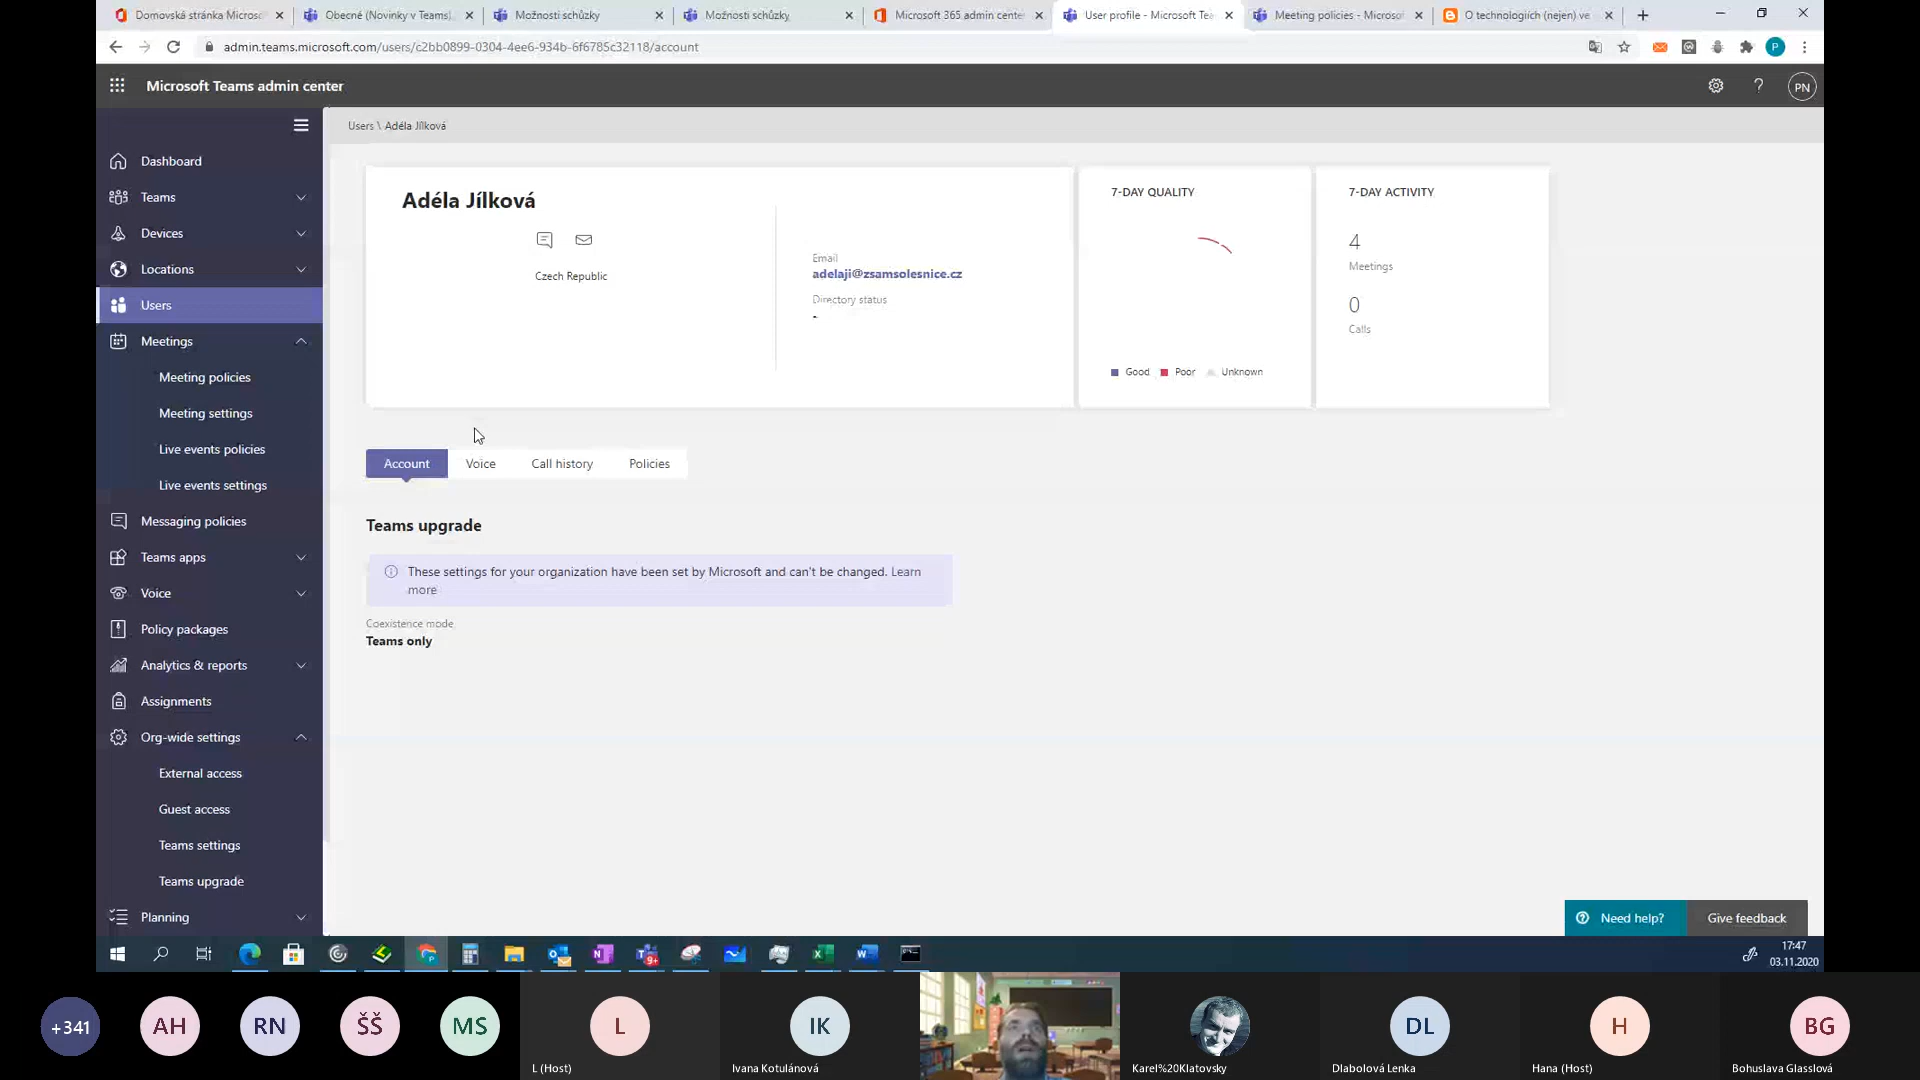 Domovská stránka Microso
Obecné (Novinky v Teams)
Možnosti schůzky
Možnosti schůzky
Microsoft 365 admin center
User profile - Microsoft Tea
Meeting policies - Microsof
O technologiích (nejen) ve
admin.teams.microsoft.com/users/c2bb0899-0304-4ee6-934b-6f6785c32118/account
P
Microsoft Teams admin center
?
PN
Users \ Adéla Jílková
Dashboard
Teams
Devices
Locations
Users
Meetings
Meeting policies
Meeting settings
Live events policies
Live events settings
Messaging policies
Teams apps
Voice
Policy packages
Analytics & reports
Assignments
Org-wide settings
External access
Guest access
Teams settings
Teams upgrade
Planning
Adéla Jílková
Czech Republic
Email
adelaji@zsamsolesnice.cz
Directory status
-
7-DAY QUALITY
Good
Poor
Unknown
7-DAY ACTIVITY
4
Meetings
0
Calls
Account
Voice
Call history
Policies
Teams upgrade
These settings for your organization have been set by Microsoft and can't be changed. Learn
more
Coexistence mode
Teams only
Need help?
Give feedback
9+
17:47
03.11.2020
+341
AH
RN
ŠŠ
MS
L
L (Host)
IK
Ivana Kotulánová
Karel%20Klatovsky
DL
Dlabolová Lenka
H
Hana (Host)
BG
Bohuslava Glasslová